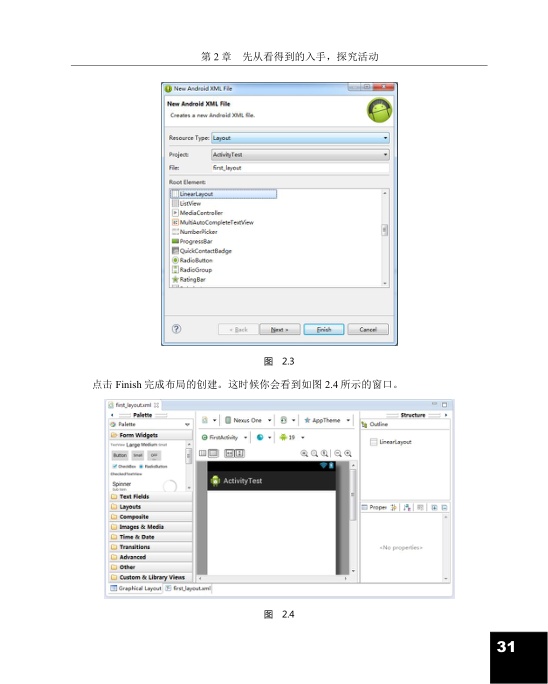 第 2 章　先从看得到的入手，探究活动
New Android XML File
New Android XML File
Creates a new Android XML file.
Resource Type: Layout
Project: ActivityTest
File: first_layout
Root Element:
LinearLayout
ListView
MediaController
MultiAutoCompleteTextView
NumberPicker
ProgressBar
QuickContactBadge
RadioButton
RadioGroup
RatingBar
< Back Next > Finish Cancel
图 2.3
点击 Finish 完成布局的创建。这时候你会看到如图 2.4 所示的窗口。
first_layout.xml
Palette
Palette
Form Widgets
Large Medium Small
Button Small OFF
CheckBox RadioButton
CheckedTextView
Spinner
Sub Item
Text Fields
Layouts
Composite
Images & Media
Time & Date
Transitions
Advanced
Other
Custom & Library Views
Graphical Layout first_layout.xml
Nexus One AppTheme
FirstActivity 19
ActivityTest
Structure
Outline
LinearLayout
Proper
<No properties>
图 2.4
31